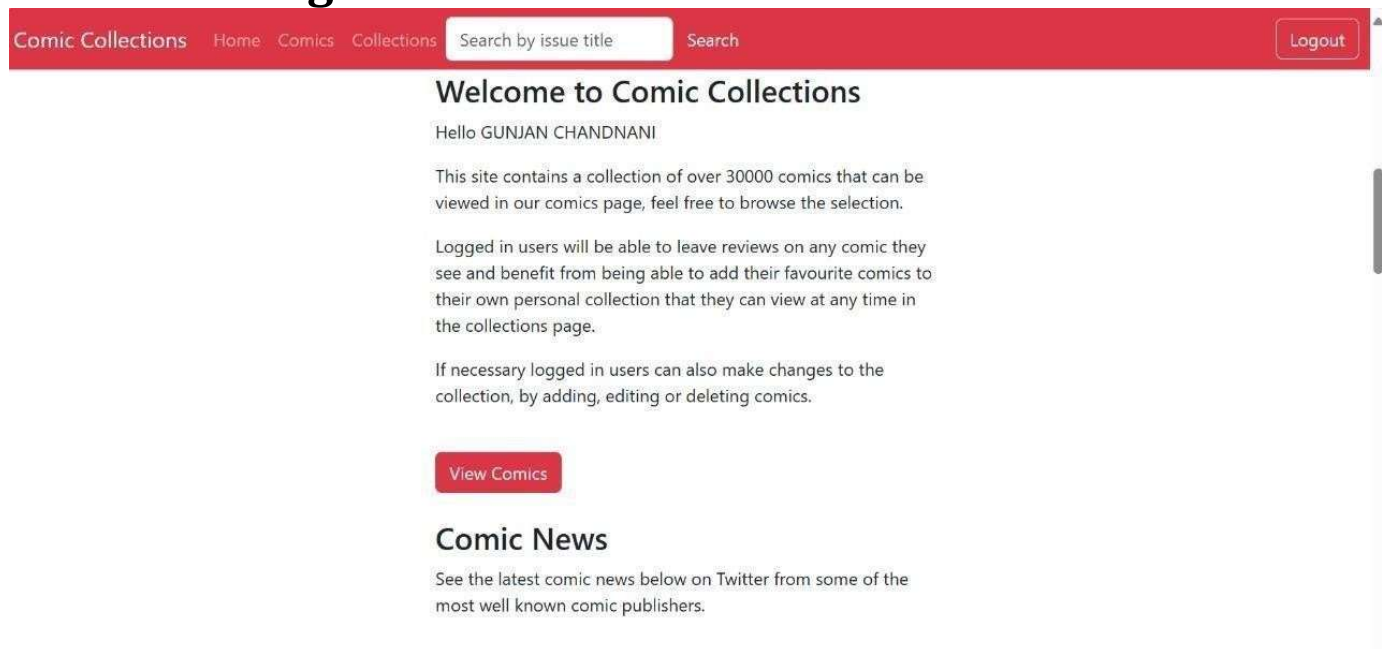 Comic Collections Home Comics Collections Search by issue title Search Logout
Welcome to Comic Collections
Hello GUNJAN CHANDNANI
This site contains a collection of over 30000 comics that can be
viewed in our comics page, feel free to browse the selection.
Logged in users will be able to leave reviews on any comic they
see and benefit from being able to add their favourite comics to
their own personal collection that they can view at any time in
the collections page.
If necessary logged in users can also make changes to the
collection, by adding, editing or deleting comics.
View Comics
Comic News
See the latest comic news below on Twitter from some of the
most well known comic publishers.